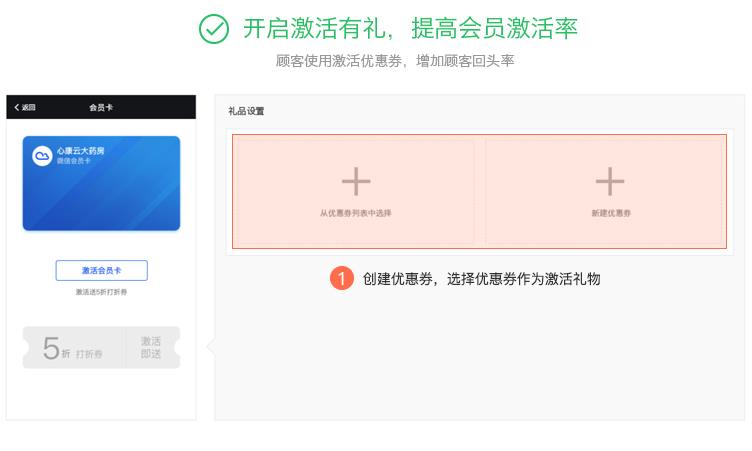 开启激活有礼，提高会员激活率
顾客使用激活优惠券，增加顾客回头率
返回
会员卡
心康云大药房
微信会员卡
激活会员卡
激活送5折打折券
5折 打折券
激活
即送
礼品设置
从优惠券列表中选择
新建优惠券
1 创建优惠券，选择优惠券作为激活礼物